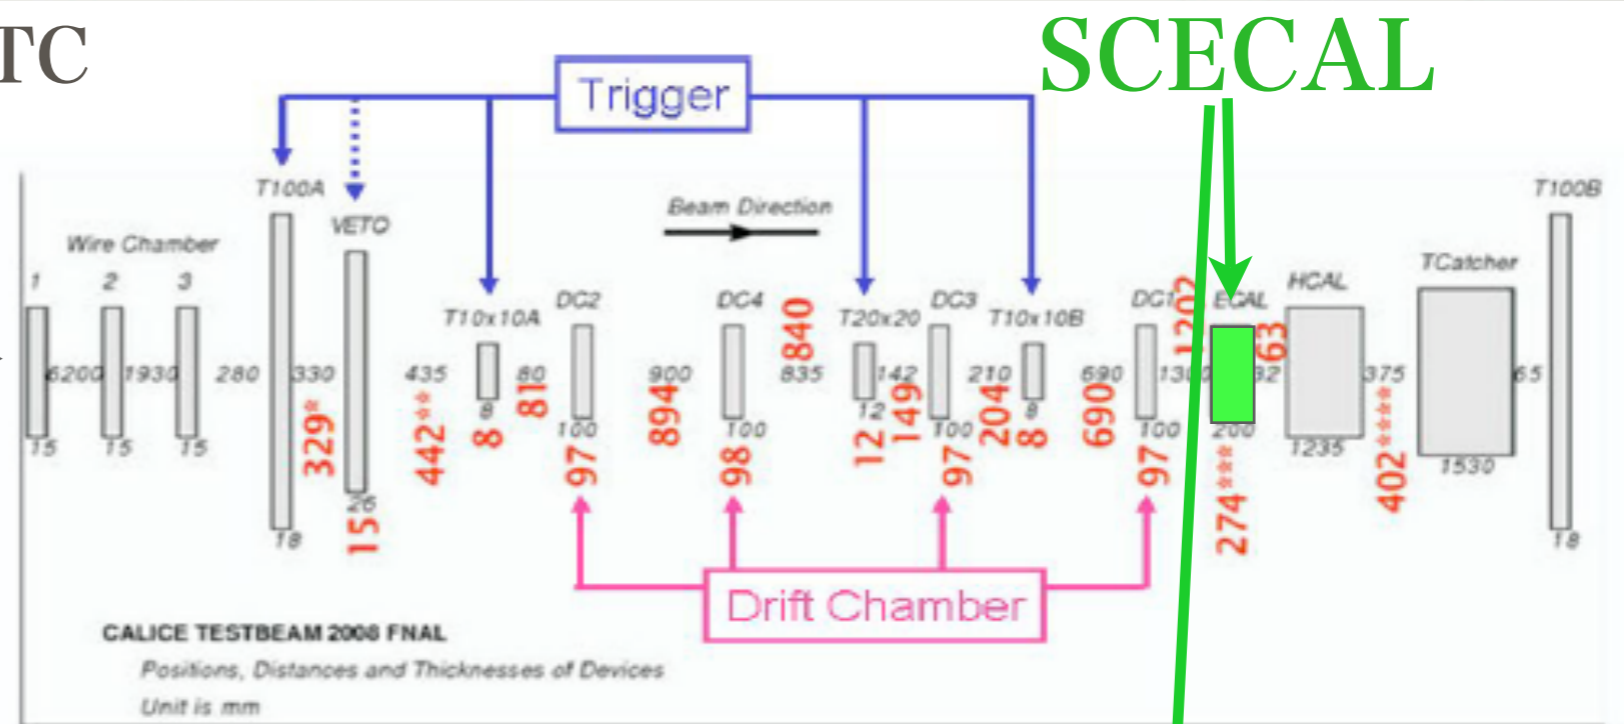 TC
SCECAL
Trigger
T100A
T100B
Beam Direction
VETO
Wire Chamber
TCatcher
1 2 3
HCAL
DC2 DC4 DC3 DC1 ECAL
T10x10A T20x20 T10x10B
840 1202 63
6200 1930 280 330 435 80 900 835 142 210 690 375 65
329* 442** 8 81 894 12 149 204 8 690
8 12 8
100 100 100 100 200
15 15 15 1235
97 98 97 97 1530
274*** 402****
26
15
18 18
Drift Chamber
CALICE TESTBEAM 2008 FNAL
Positions, Distances and Thicknesses of Devices
Unit is mm